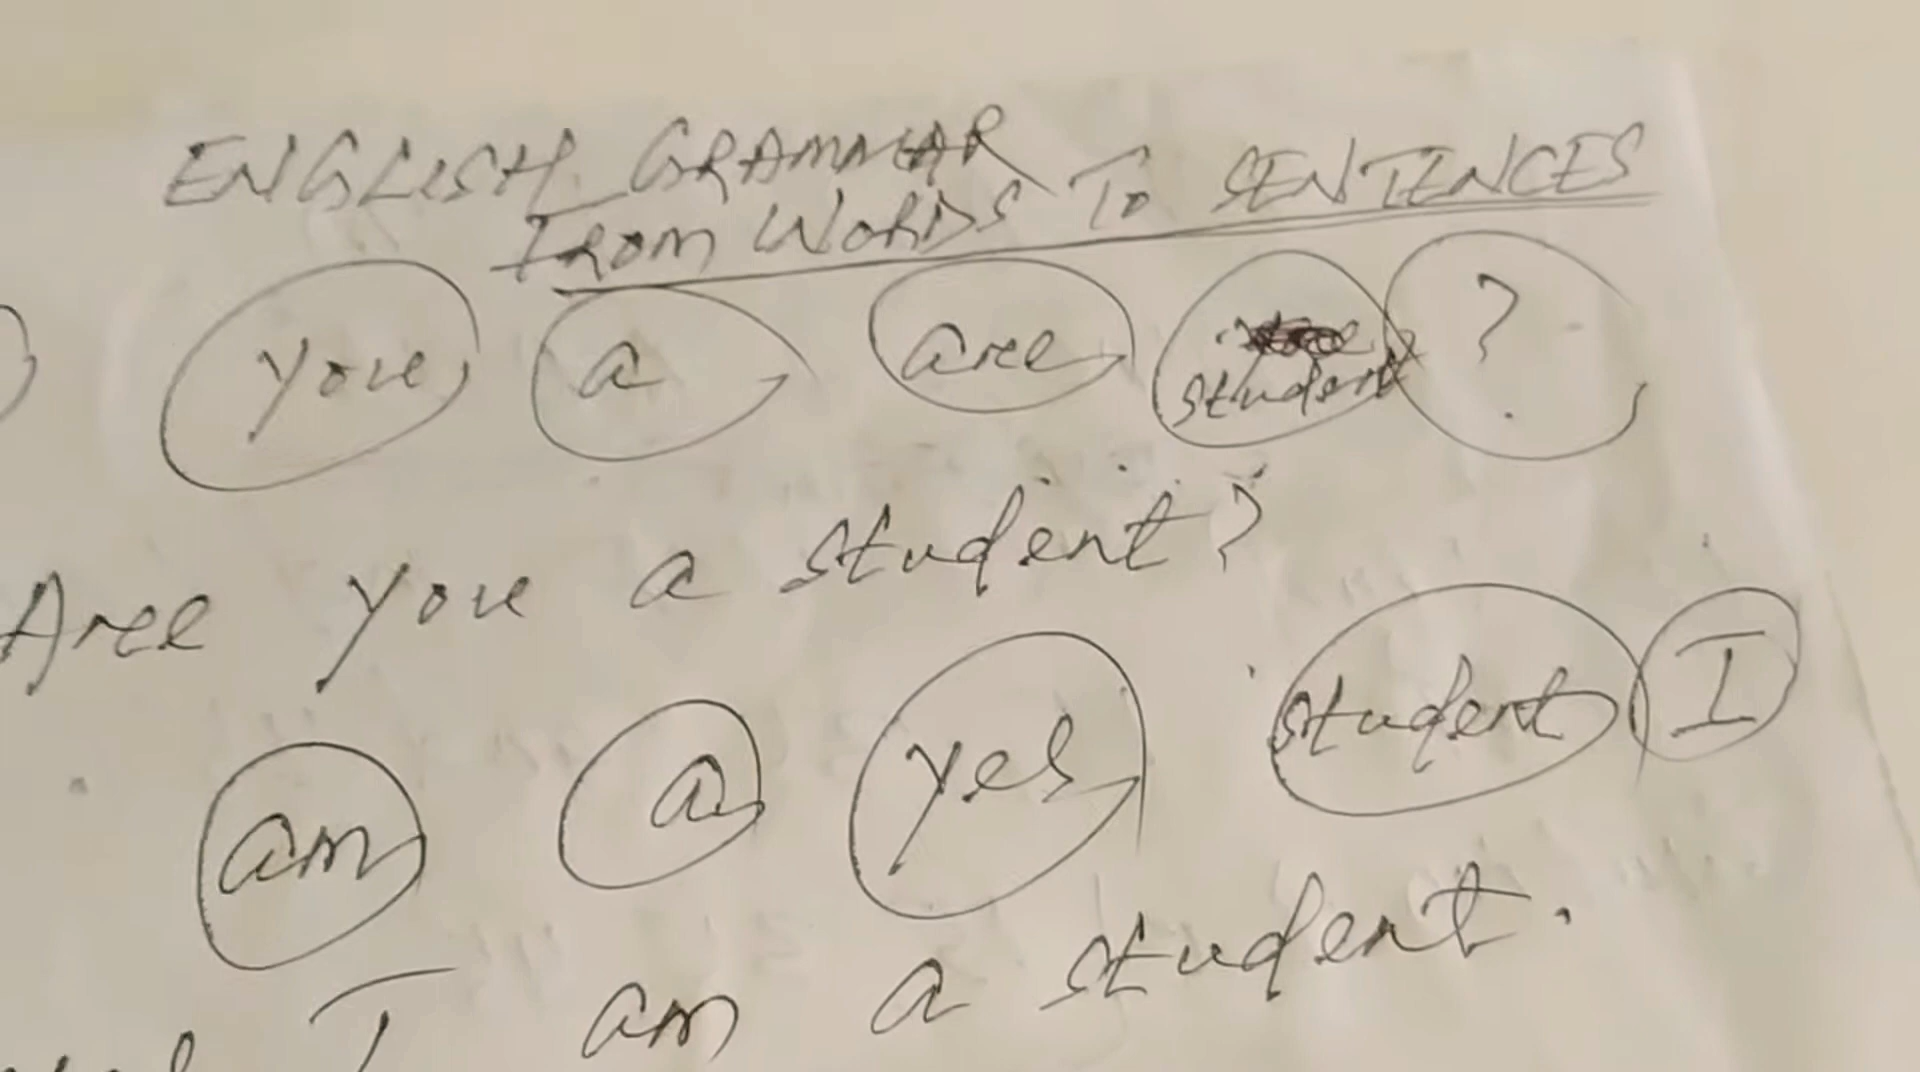 ENGLISH GRAMMAR
FROM WORDS TO SENTENCES
you a are student ?
Are you a student?
am a yes student I
I am a student.